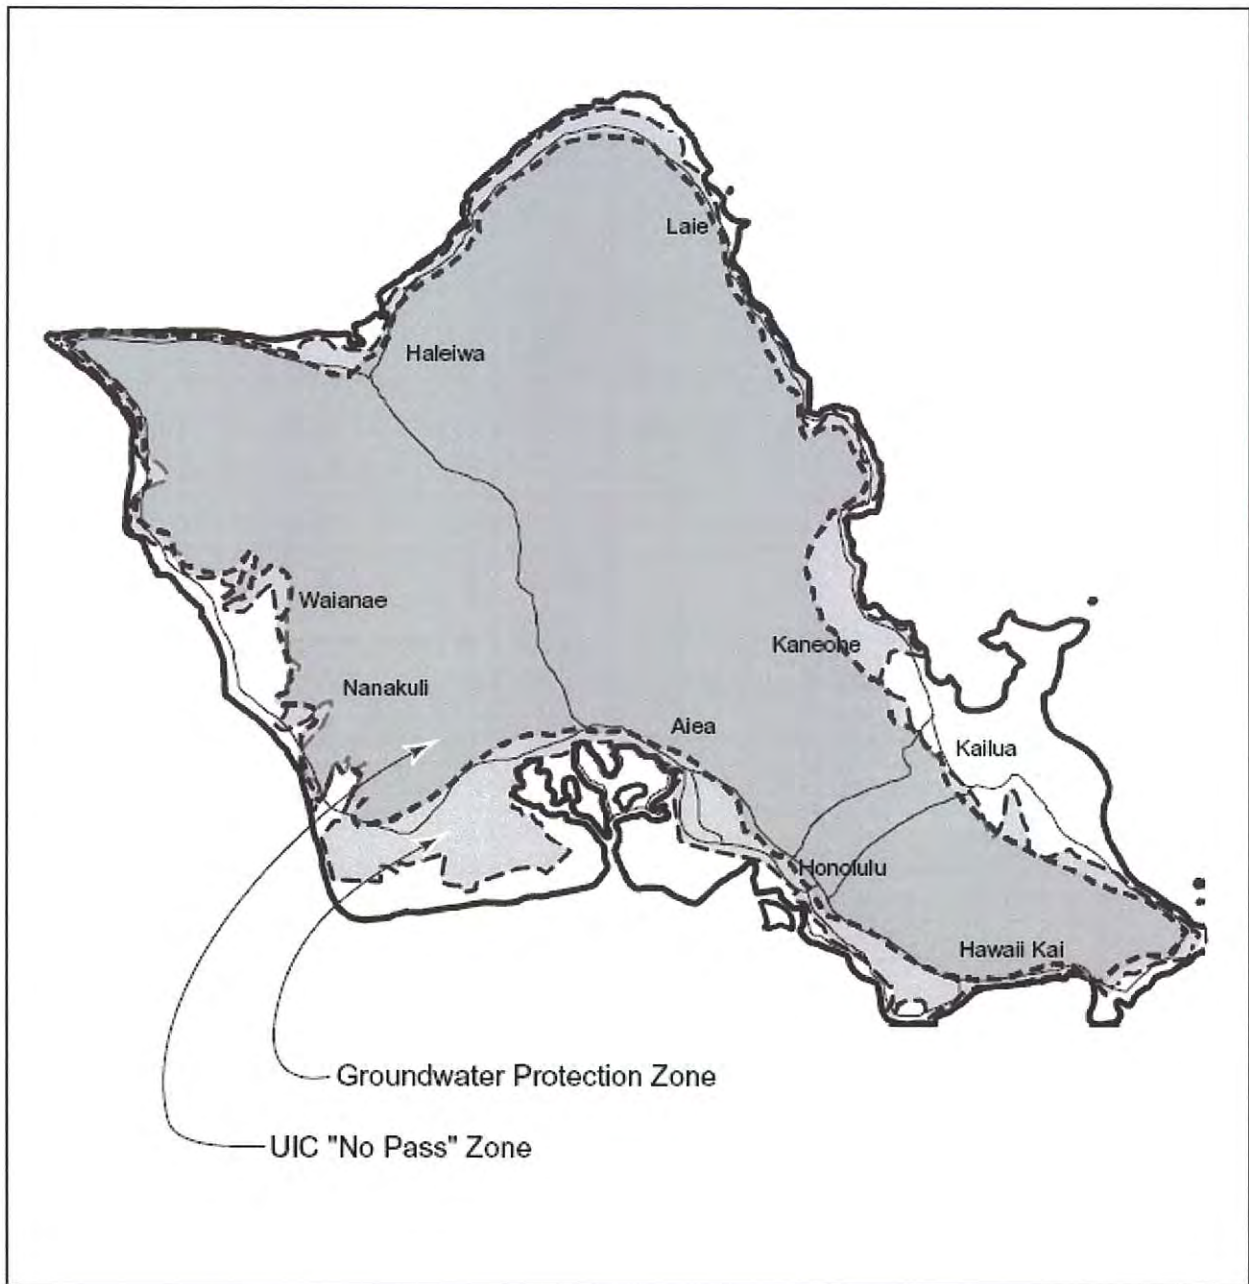 Laie
Haleiwa
Waianae
Kaneohe
Nanakuli
Aiea
Kailua
Honolulu
Hawaii Kai
Groundwater Protection Zone
UIC "No Pass" Zone